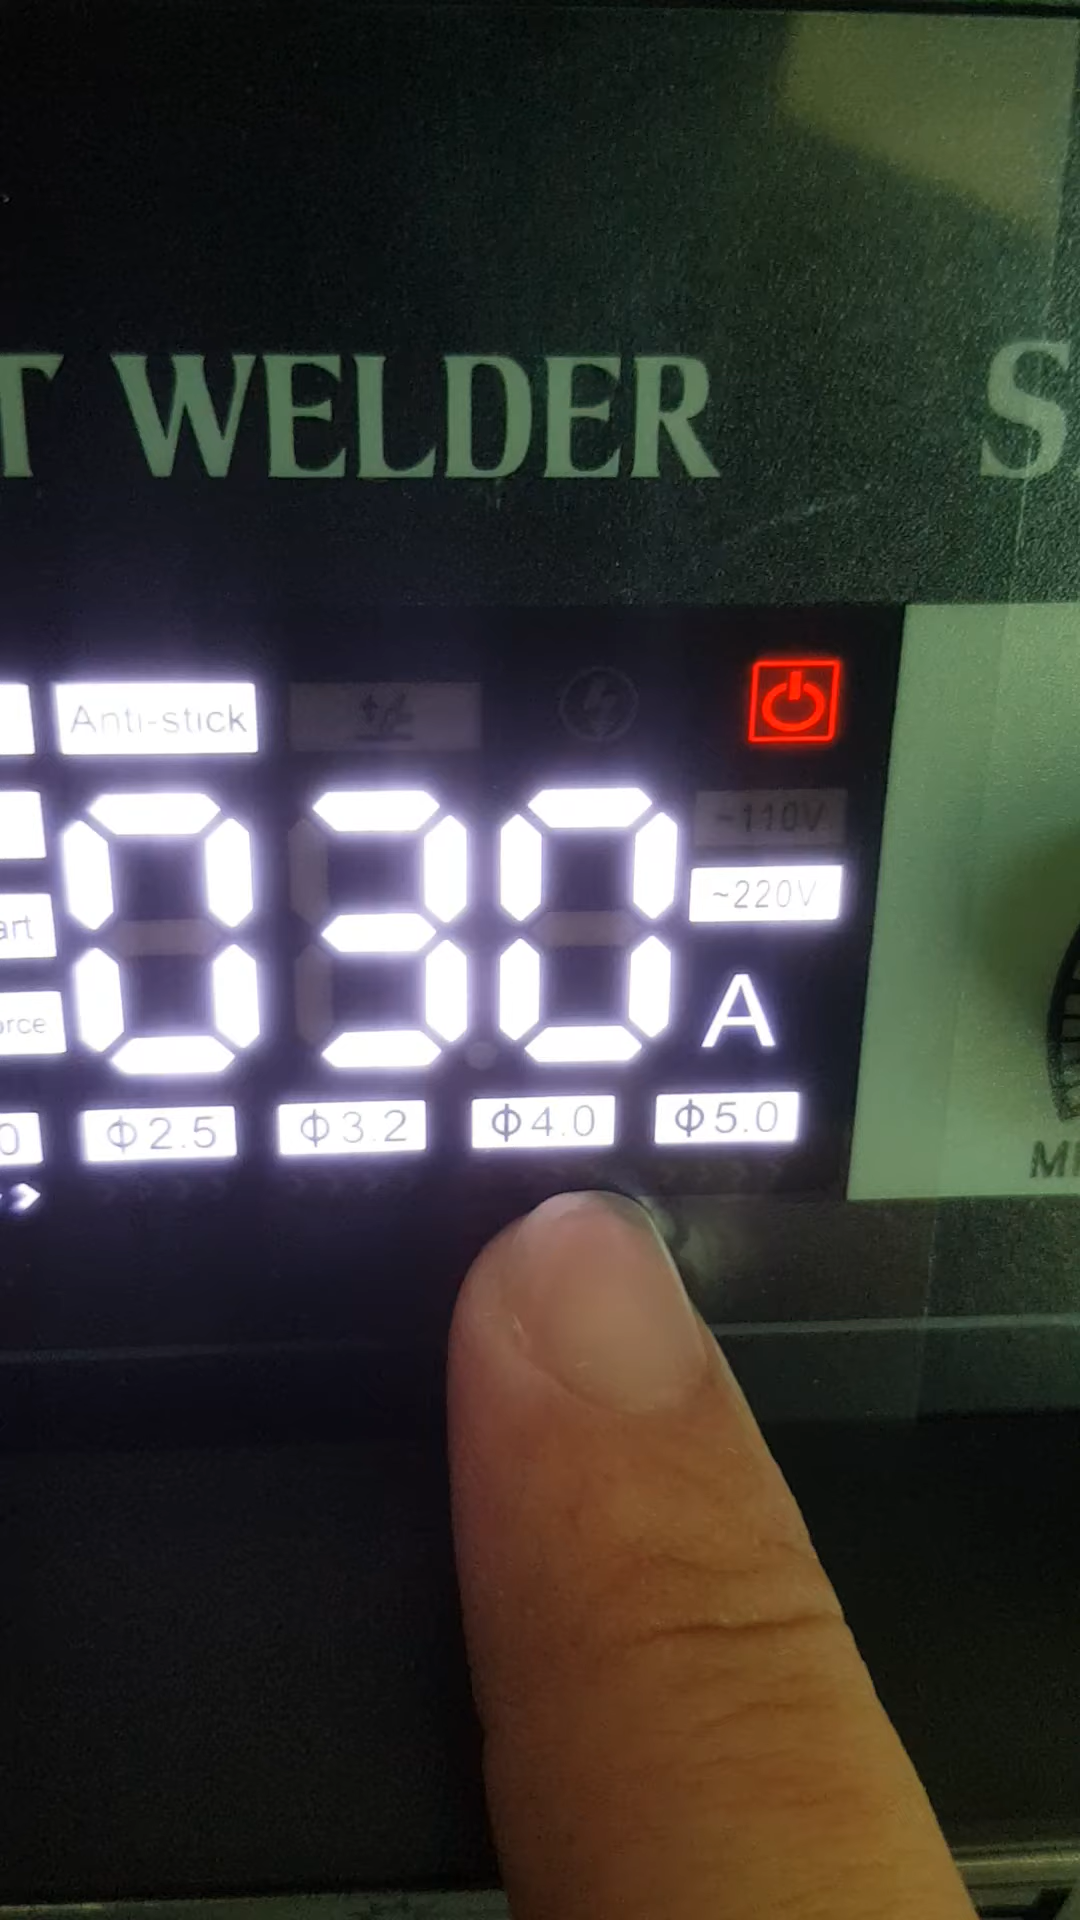 WELDER
Anti-stick
~110V
030
~220V
A
Φ2.5 Φ3.2 Φ4.0 Φ5.0